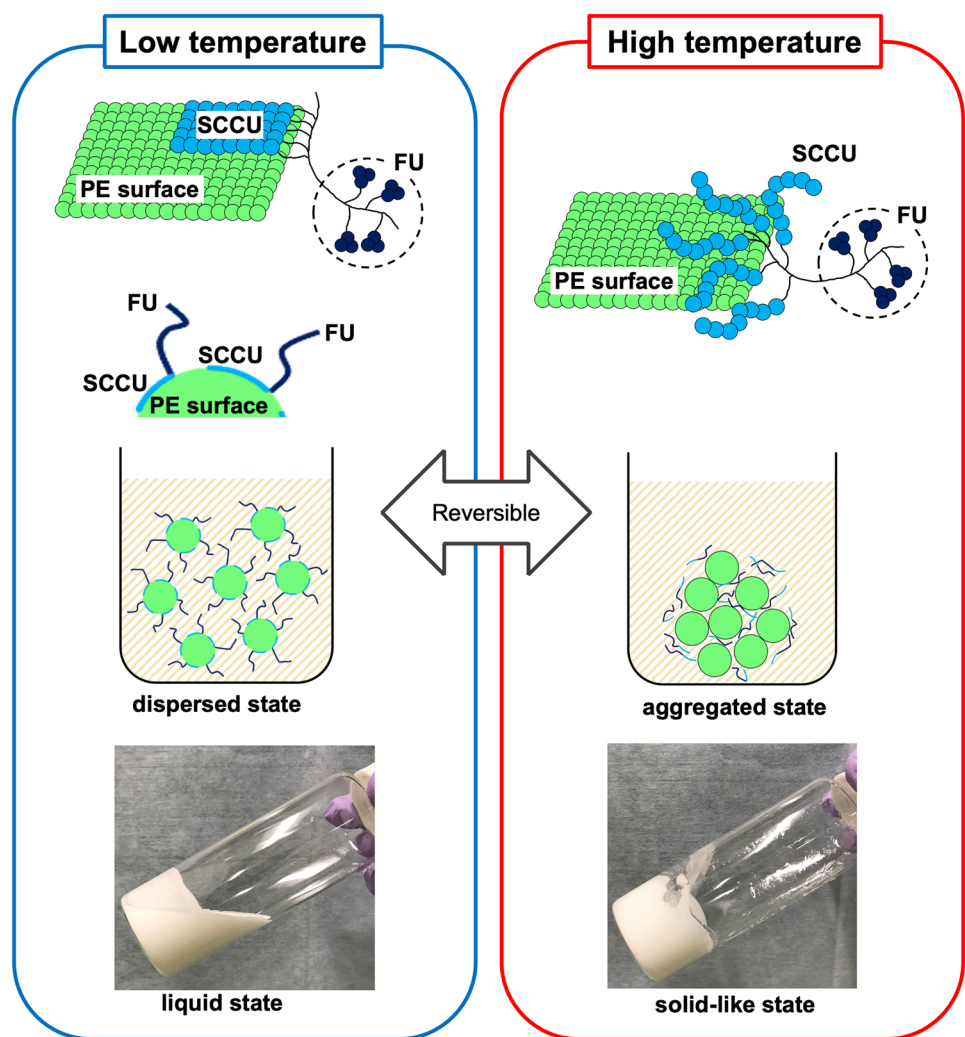 Low temperature
SCCU
FU
PE surface
FU
FU
SCCU
SCCU
PE surface
dispersed state
liquid state
Reversible
High temperature
SCCU
FU
PE surface
aggregated state
solid-like state